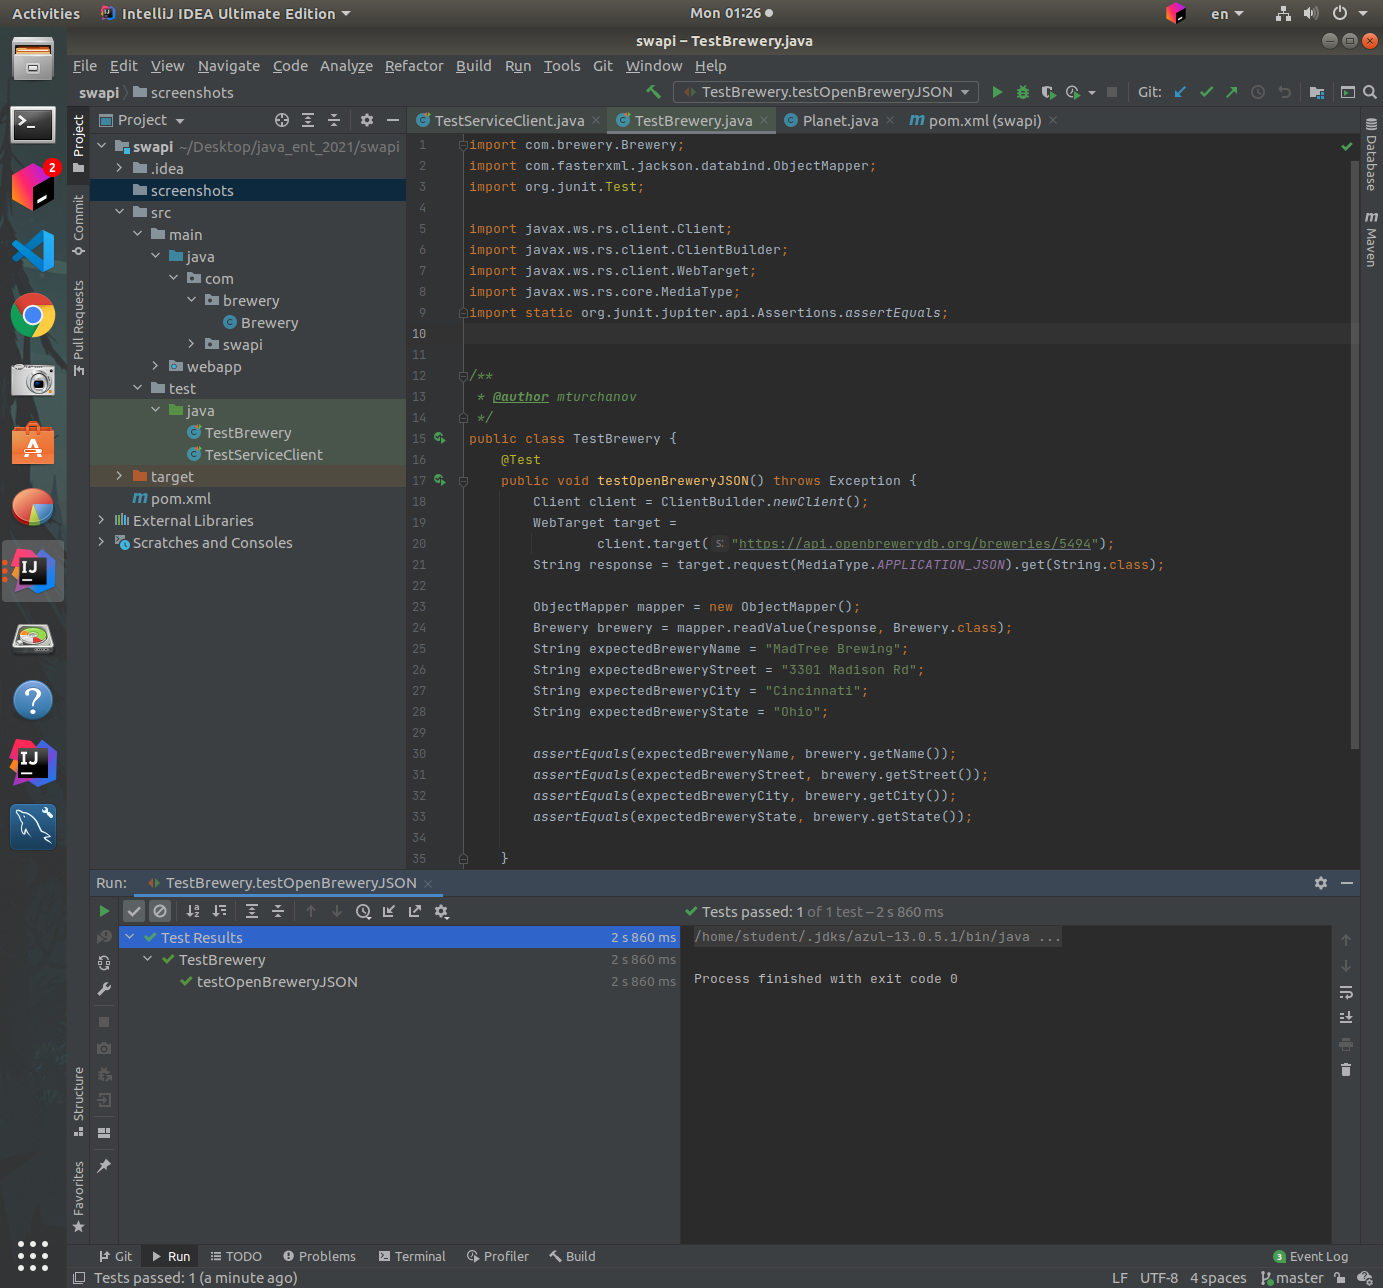 Activities IntelliJ IDEA Ultimate Edition Mon 01:26 en
swapi – TestBrewery.java
File Edit View Navigate Code Analyze Refactor Build Run Tools Git Window Help
swapi screenshots TestBrewery.testOpenBreweryJSON Git:
Project TestServiceClient.java TestBrewery.java Planet.java pom.xml (swapi)
swapi ~/Desktop/java_ent_2021/swapi
.idea
screenshots
src
main
java
com
brewery
Brewery
swapi
webapp
test
java
TestBrewery
TestServiceClient
target
pom.xml
External Libraries
Scratches and Consoles
2
Project
Commit
Pull Requests
Structure
Favorites
Database
Maven
1 import com.brewery.Brewery;
2 import com.fasterxml.jackson.databind.ObjectMapper;
3 import org.junit.Test;
4
5 import javax.ws.rs.client.Client;
6 import javax.ws.rs.client.ClientBuilder;
7 import javax.ws.rs.client.WebTarget;
8 import javax.ws.rs.core.MediaType;
9 import static org.junit.jupiter.api.Assertions.assertEquals;
10
11
12 /**
13 * @author mturchanov
14 */
15 public class TestBrewery {
16 @Test
17 public void testOpenBreweryJSON() throws Exception {
18 Client client = ClientBuilder.newClient();
19 WebTarget target =
20 client.target( s: "https://api.openbrewerydb.org/breweries/5494");
21 String response = target.request(MediaType.APPLICATION_JSON).get(String.class);
22
23 ObjectMapper mapper = new ObjectMapper();
24 Brewery brewery = mapper.readValue(response, Brewery.class);
25 String expectedBreweryName = "MadTree Brewing";
26 String expectedBreweryStreet = "3301 Madison Rd";
27 String expectedBreweryCity = "Cincinnati";
28 String expectedBreweryState = "Ohio";
29
30 assertEquals(expectedBreweryName, brewery.getName());
31 assertEquals(expectedBreweryStreet, brewery.getStreet());
32 assertEquals(expectedBreweryCity, brewery.getCity());
33 assertEquals(expectedBreweryState, brewery.getState());
34
35 }
Run: TestBrewery.testOpenBreweryJSON
Tests passed: 1 of 1 test – 2 s 860 ms
Test Results 2 s 860 ms
TestBrewery 2 s 860 ms
testOpenBreweryJSON 2 s 860 ms
/home/student/.jdks/azul-13.0.5.1/bin/java ...
Process finished with exit code 0
Git Run TODO Problems Terminal Profiler Build 3 Event Log
Tests passed: 1 (a minute ago) LF UTF-8 4 spaces master